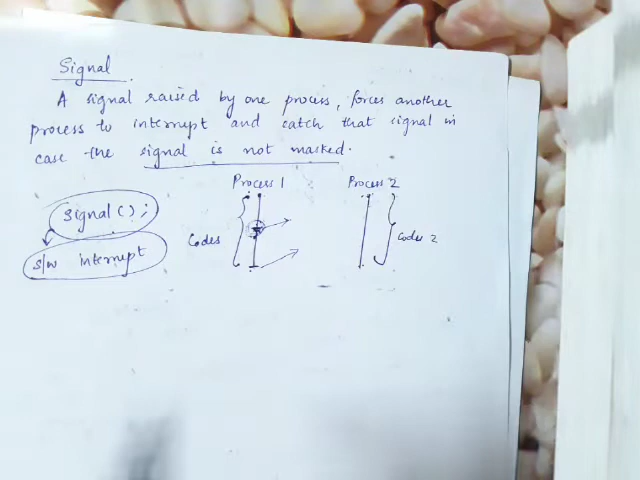 Signal
A signal raised by one process, forces another
process to interrupt and catch that signal in
case the signal is not masked.
Process 1 Process 2
signal();
Codes Codes 2
s/w interrupt